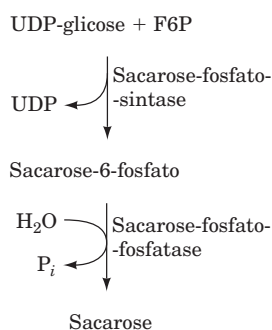 UDP-glicose + F6P
Sacarose-fosfato-
-sintase
UDP
Sacarose-6-fosfato
H₂O
Sacarose-fosfato-
-fosfatase
Pᵢ
Sacarose